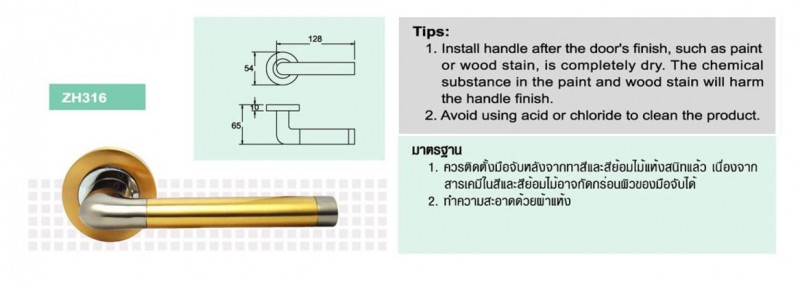 ZH316
128
54
10
65
Tips:
1. Install handle after the door's finish, such as paint
or wood stain, is completely dry. The chemical
substance in the paint and wood stain will harm
the handle finish.
2. Avoid using acid or chloride to clean the product.
มาตรฐาน
1. ควรติดตั้งมือจับหลังจากทาสีและสีย้อมไม้แห้งสนิทแล้ว เนื่องจาก
สารเคมีในสีและสีย้อมไม้อาจกัดกร่อนผิวของมือจับได้
2. ทำความสะอาดด้วยผ้าแห้ง